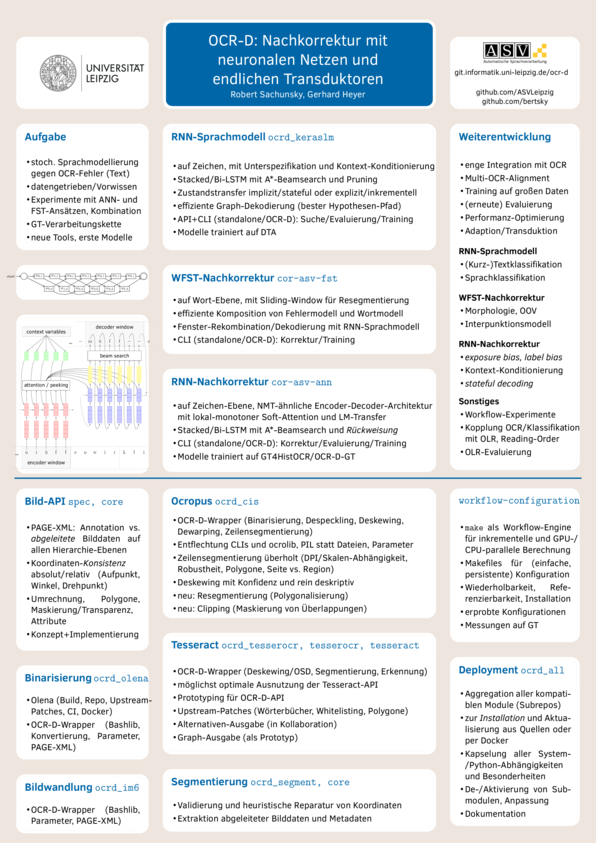 OCR-D: Nachkorrektur mit
neuronalen Netzen und
endlichen Transduktoren
Robert Sachunsky, Gerhard Heyer
UNIVERSITÄT
LEIPZIG
ASV
Automatische Sprachverarbeitung
git.informatik.uni-leipzig.de/ocr-d
github.com/ASVLeipzig
github.com/bertsky
Aufgabe
•stoch. Sprachmodellierung
gegen OCR-Fehler (Text)
•datengetrieben/Vorwissen
•Experimente mit ANN- und
FST-Ansätzen, Kombination
•GT-Verarbeitungskette
•neue Tools, erste Modelle
context variables
decoder window
beam search
attention / peeking
encoder window
RNN-Sprachmodell ocrd_keraslm
•auf Zeichen, mit Unterspezifikation und Kontext-Konditionierung
•Stacked/Bi-LSTM mit A*-Beamsearch und Pruning
•Zustandstransfer implizit/stateful oder explizit/inkrementell
•effiziente Graph-Dekodierung (bester Hypothesen-Pfad)
•API+CLI (standalone/OCR-D): Suche/Evaluierung/Training
•Modelle trainiert auf DTA
WFST-Nachkorrektur cor-asv-fst
•auf Wort-Ebene, mit Sliding-Window für Resegmentierung
•effiziente Komposition von Fehlermodell und Wortmodell
•Fenster-Rekombination/Dekodierung mit RNN-Sprachmodell
•CLI (standalone/OCR-D): Korrektur/Training
RNN-Nachkorrektur cor-asv-ann
•auf Zeichen-Ebene, NMT-ähnliche Encoder-Decoder-Architektur
mit lokal-monotoner Soft-Attention und LM-Transfer
•Stacked/Bi-LSTM mit A*-Beamsearch und Rückweisung
•CLI (standalone/OCR-D): Korrektur/Evaluierung/Training
•Modelle trainiert auf GT4HistOCR/OCR-D-GT
Weiterentwicklung
•enge Integration mit OCR
•Multi-OCR-Alignment
•Training auf großen Daten
•(erneute) Evaluierung
•Performanz-Optimierung
•Adaption/Transduktion
RNN-Sprachmodell
•(Kurz-)Textklassifikation
•Sprachklassifikation
WFST-Nachkorrektur
•Morphologie, OOV
•Interpunktionsmodell
RNN-Nachkorrektur
•exposure bias, label bias
•Kontext-Konditionierung
•stateful decoding
Sonstiges
•Workflow-Experimente
•Kopplung OCR/Klassifikation
mit OLR, Reading-Order
•OLR-Evaluierung
Bild-API spec, core
•PAGE-XML: Annotation vs.
abgeleitete Bilddaten auf
allen Hierarchie-Ebenen
•Koordinaten-Konsistenz
absolut/relativ (Aufpunkt,
Winkel, Drehpunkt)
•Umrechnung, Polygone,
Maskierung/Transparenz,
Attribute
•Konzept+Implementierung
Binarisierung ocrd_olena
•Olena (Build, Repo, Upstream-
Patches, CI, Docker)
•OCR-D-Wrapper (Bashlib,
Konvertierung, Parameter,
PAGE-XML)
Bildwandlung ocrd_im6
•OCR-D-Wrapper (Bashlib,
Parameter, PAGE-XML)
Ocropus ocrd_cis
•OCR-D-Wrapper (Binarisierung, Despeckling, Deskewing,
Dewarping, Zeilensegmentierung)
•Entflechtung CLIs und ocrolib, PIL statt Dateien, Parameter
•Zeilensegmentierung überholt (DPI/Skalen-Abhängigkeit,
Robustheit, Polygone, Seite vs. Region)
•Deskewing mit Konfidenz und rein deskriptiv
•neu: Resegmentierung (Polygonalisierung)
•neu: Clipping (Maskierung von Überlappungen)
Tesseract ocrd_tesserocr, tesserocr, tesseract
•OCR-D-Wrapper (Deskewing/OSD, Segmentierung, Erkennung)
•möglichst optimale Ausnutzung der Tesseract-API
•Prototyping für OCR-D-API
•Upstream-Patches (Wörterbücher, Whitelisting, Polygone)
•Alternativen-Ausgabe (in Kollaboration)
•Graph-Ausgabe (als Prototyp)
Segmentierung ocrd_segment, core
•Validierung und heuristische Reparatur von Koordinaten
•Extraktion abgeleiteter Bilddaten und Metadaten
workflow-configuration
•make als Workflow-Engine
für inkrementelle und GPU-/
CPU-parallele Berechnung
•Makefiles für (einfache,
persistente) Konfiguration
•Wiederholbarkeit, Refe-
renzierbarkeit, Installation
•erprobte Konfigurationen
•Messungen auf GT
Deployment ocrd_all
•Aggregation aller kompati-
blen Module (Subrepos)
•zur Installation und Aktua-
lisierung aus Quellen oder
per Docker
•Kapselung aller System-
/Python-Abhängigkeiten
und Besonderheiten
•De-/Aktivierung von Sub-
modulen, Anpassung
•Dokumentation